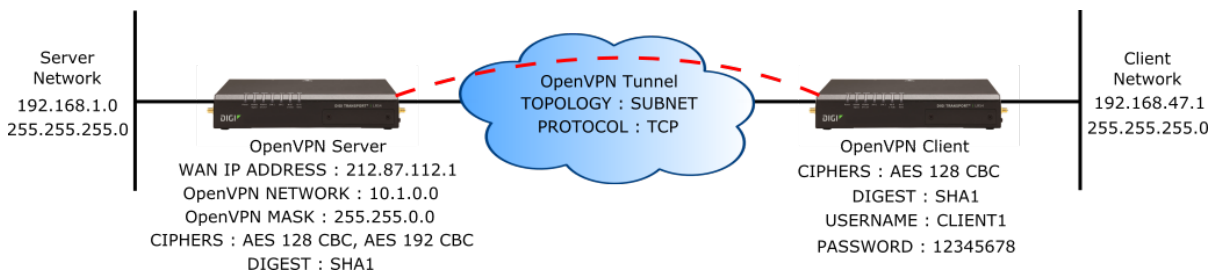 Server
Network
192.168.1.0
255.255.255.0
DIGI
OpenVPN Server
WAN IP ADDRESS : 212.87.112.1
OpenVPN NETWORK : 10.1.0.0
OpenVPN MASK : 255.255.0.0
CIPHERS : AES 128 CBC, AES 192 CBC
DIGEST : SHA1
OpenVPN Tunnel
TOPOLOGY : SUBNET
PROTOCOL : TCP
DIGI
OpenVPN Client
CIPHERS : AES 128 CBC
DIGEST : SHA1
USERNAME : CLIENT1
PASSWORD : 12345678
Client
Network
192.168.47.1
255.255.255.0